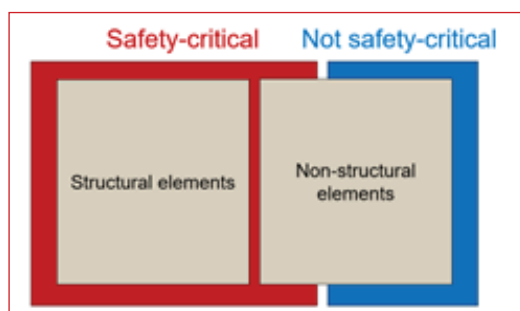 Safety-critical Not safety-critical
Structural elements
Non-structural
elements